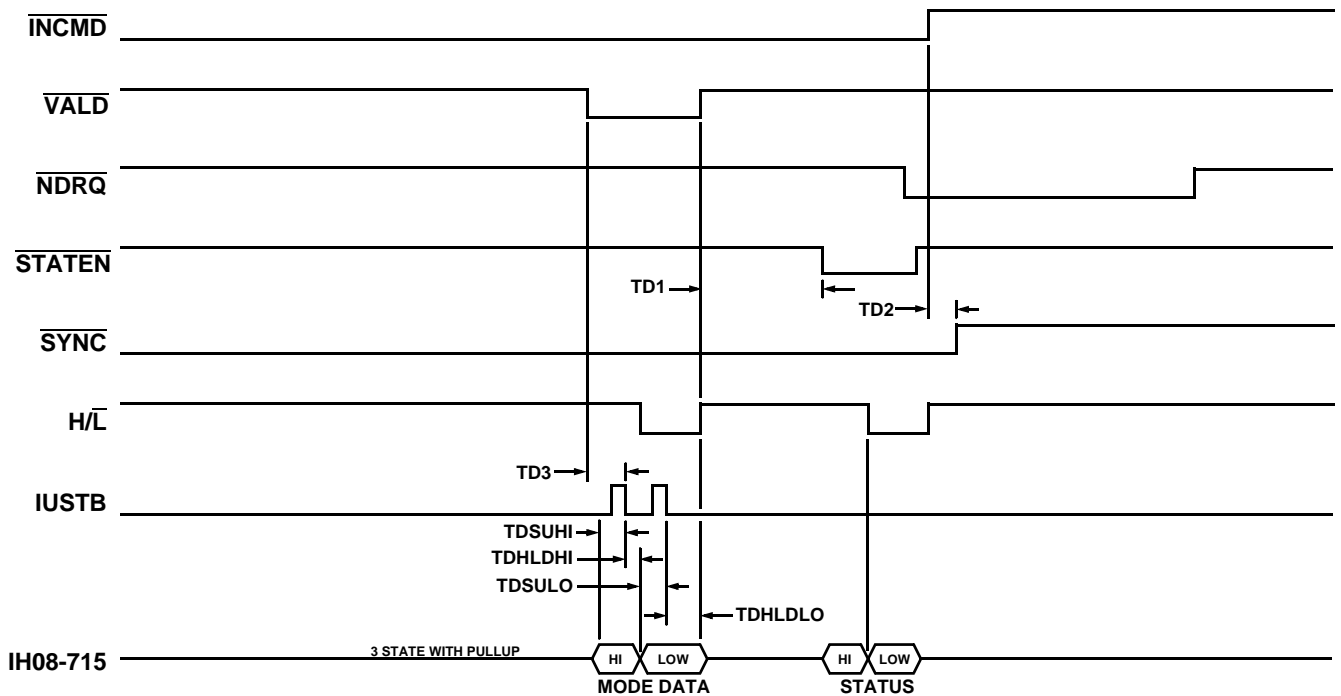 INCMD
VALD
NDRQ
STATEN
TD1
TD2
SYNC
H/L
TD3
IUSTB
TDSUHI
TDHLDHI
TDSULO
TDHLDLO
IH08-715
3 STATE WITH PULLUP
HI
LOW
HI
LOW
MODE DATA
STATUS